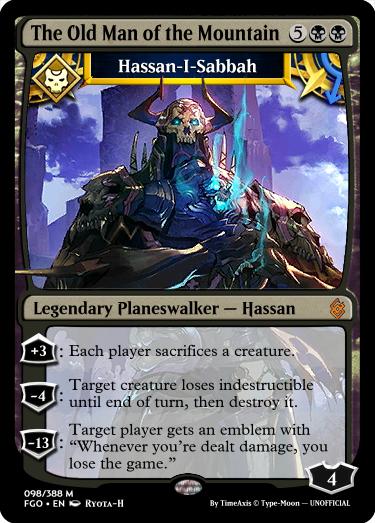 The Old Man of the Mountain 5
Hassan-I-Sabbah
Legendary Planeswalker — Hassan
+3: Each player sacrifices a creature.
-4: Target creature loses indestructible
until end of turn, then destroy it.
-13: Target player gets an emblem with
“Whenever you’re dealt damage, you
lose the game.”
4
098/388 M
FGO • EN Ryota-H
By TimeAxis © Type-Moon — UNOFFICIAL